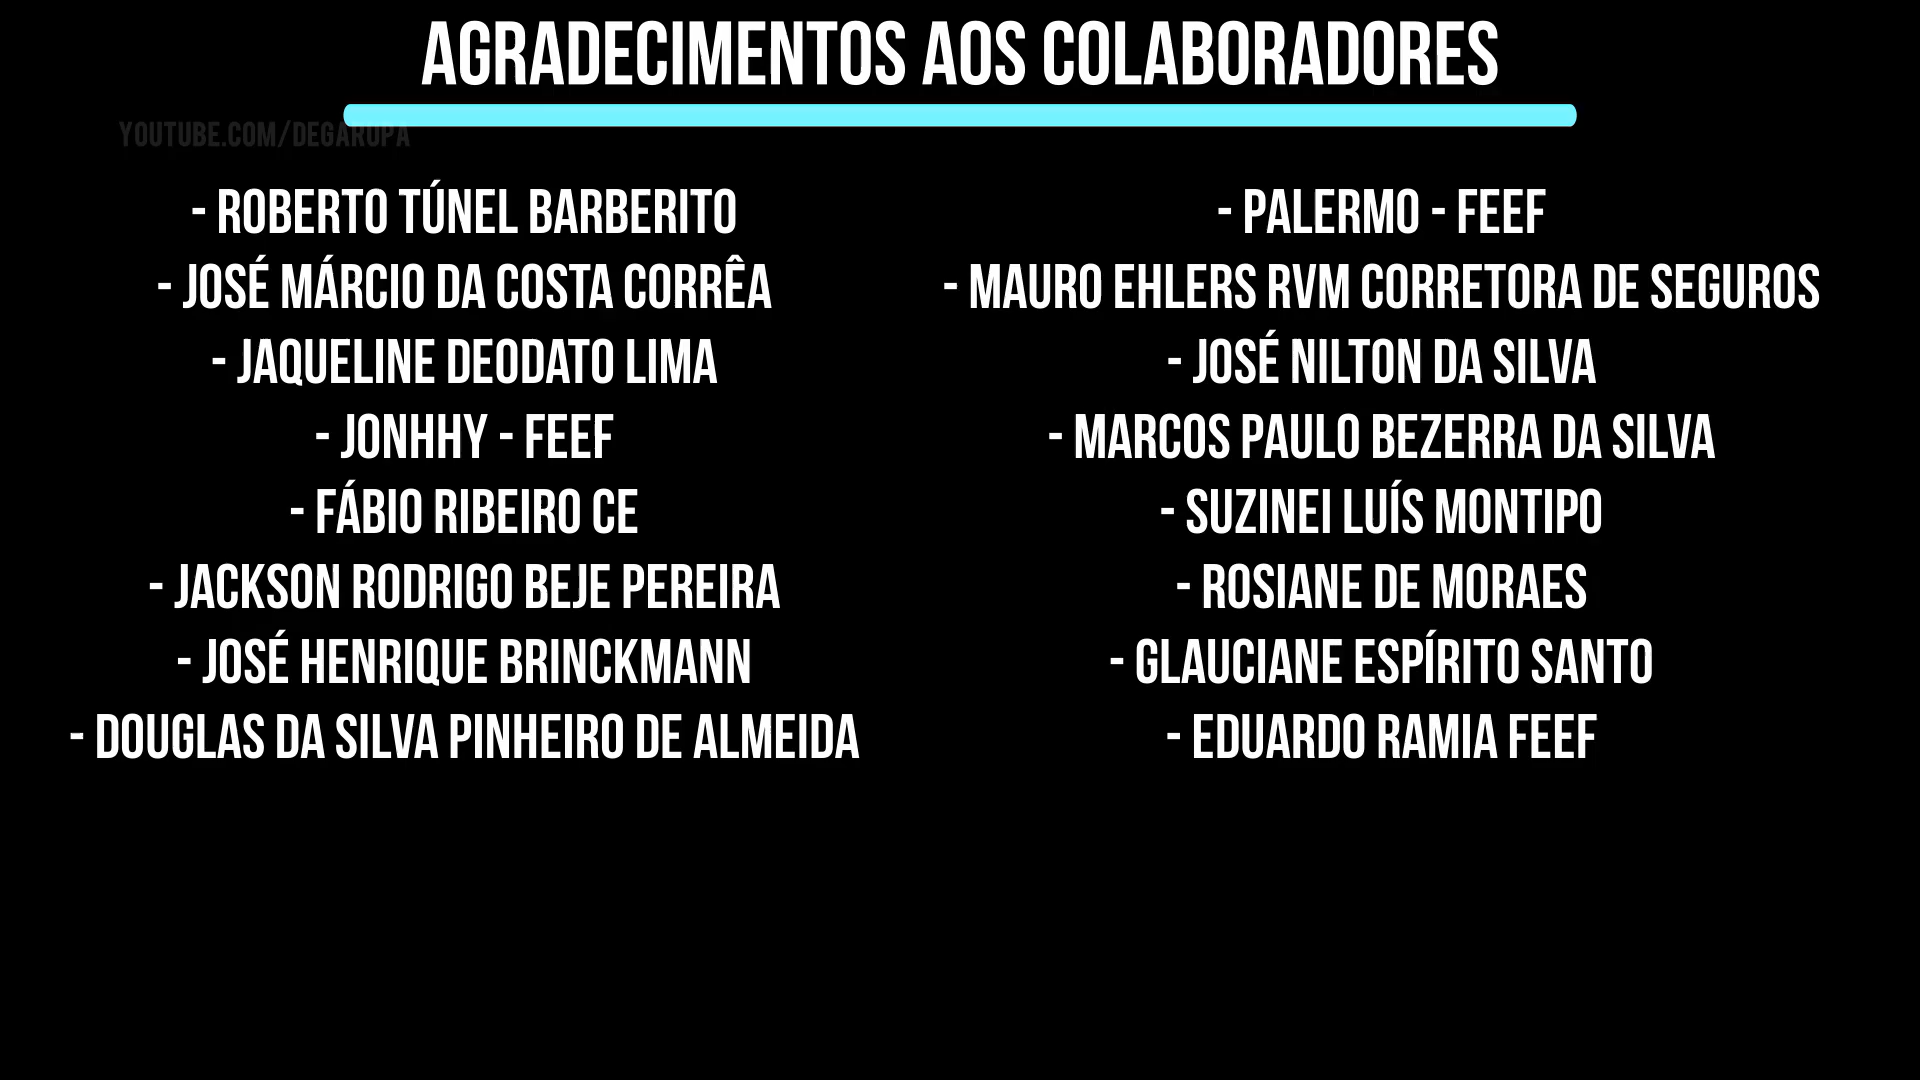 AGRADECIMENTOS AOS COLABORADORES
YOUTUBE.COM/DEGAROPA
- ROBERTO TÚNEL BARBERITO
- JOSÉ MÁRCIO DA COSTA CORRÊA
- JAQUELINE DEODATO LIMA
- JONHHY - FEEF
- FÁBIO RIBEIRO CE
- JACKSON RODRIGO BEJE PEREIRA
- JOSÉ HENRIQUE BRINCKMANN
- DOUGLAS DA SILVA PINHEIRO DE ALMEIDA
- PALERMO - FEEF
- MAURO EHLERS RVM CORRETORA DE SEGUROS
- JOSÉ NILTON DA SILVA
- MARCOS PAULO BEZERRA DA SILVA
- SUZINEI LUÍS MONTIPO
- ROSIANE DE MORAES
- GLAUCIANE ESPÍRITO SANTO
- EDUARDO RAMIA FEEF